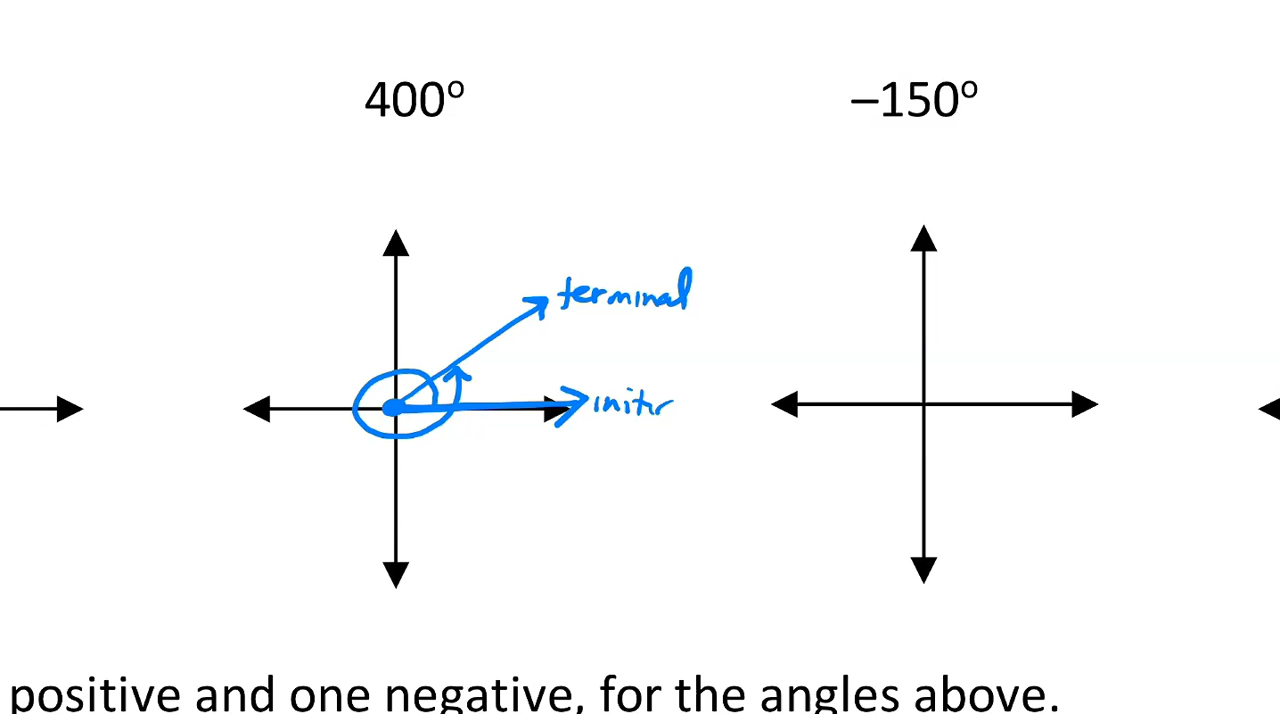 400° –150°
terminal
positive and one negative, for the angles above.